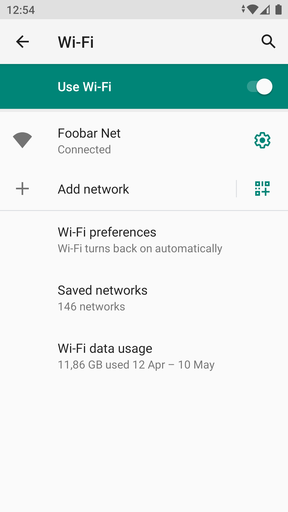 12:54
Wi-Fi
Use Wi-Fi
Foobar Net
Connected
Add network
Wi-Fi preferences
Wi-Fi turns back on automatically
Saved networks
146 networks
Wi-Fi data usage
11,86 GB used 12 Apr – 10 May